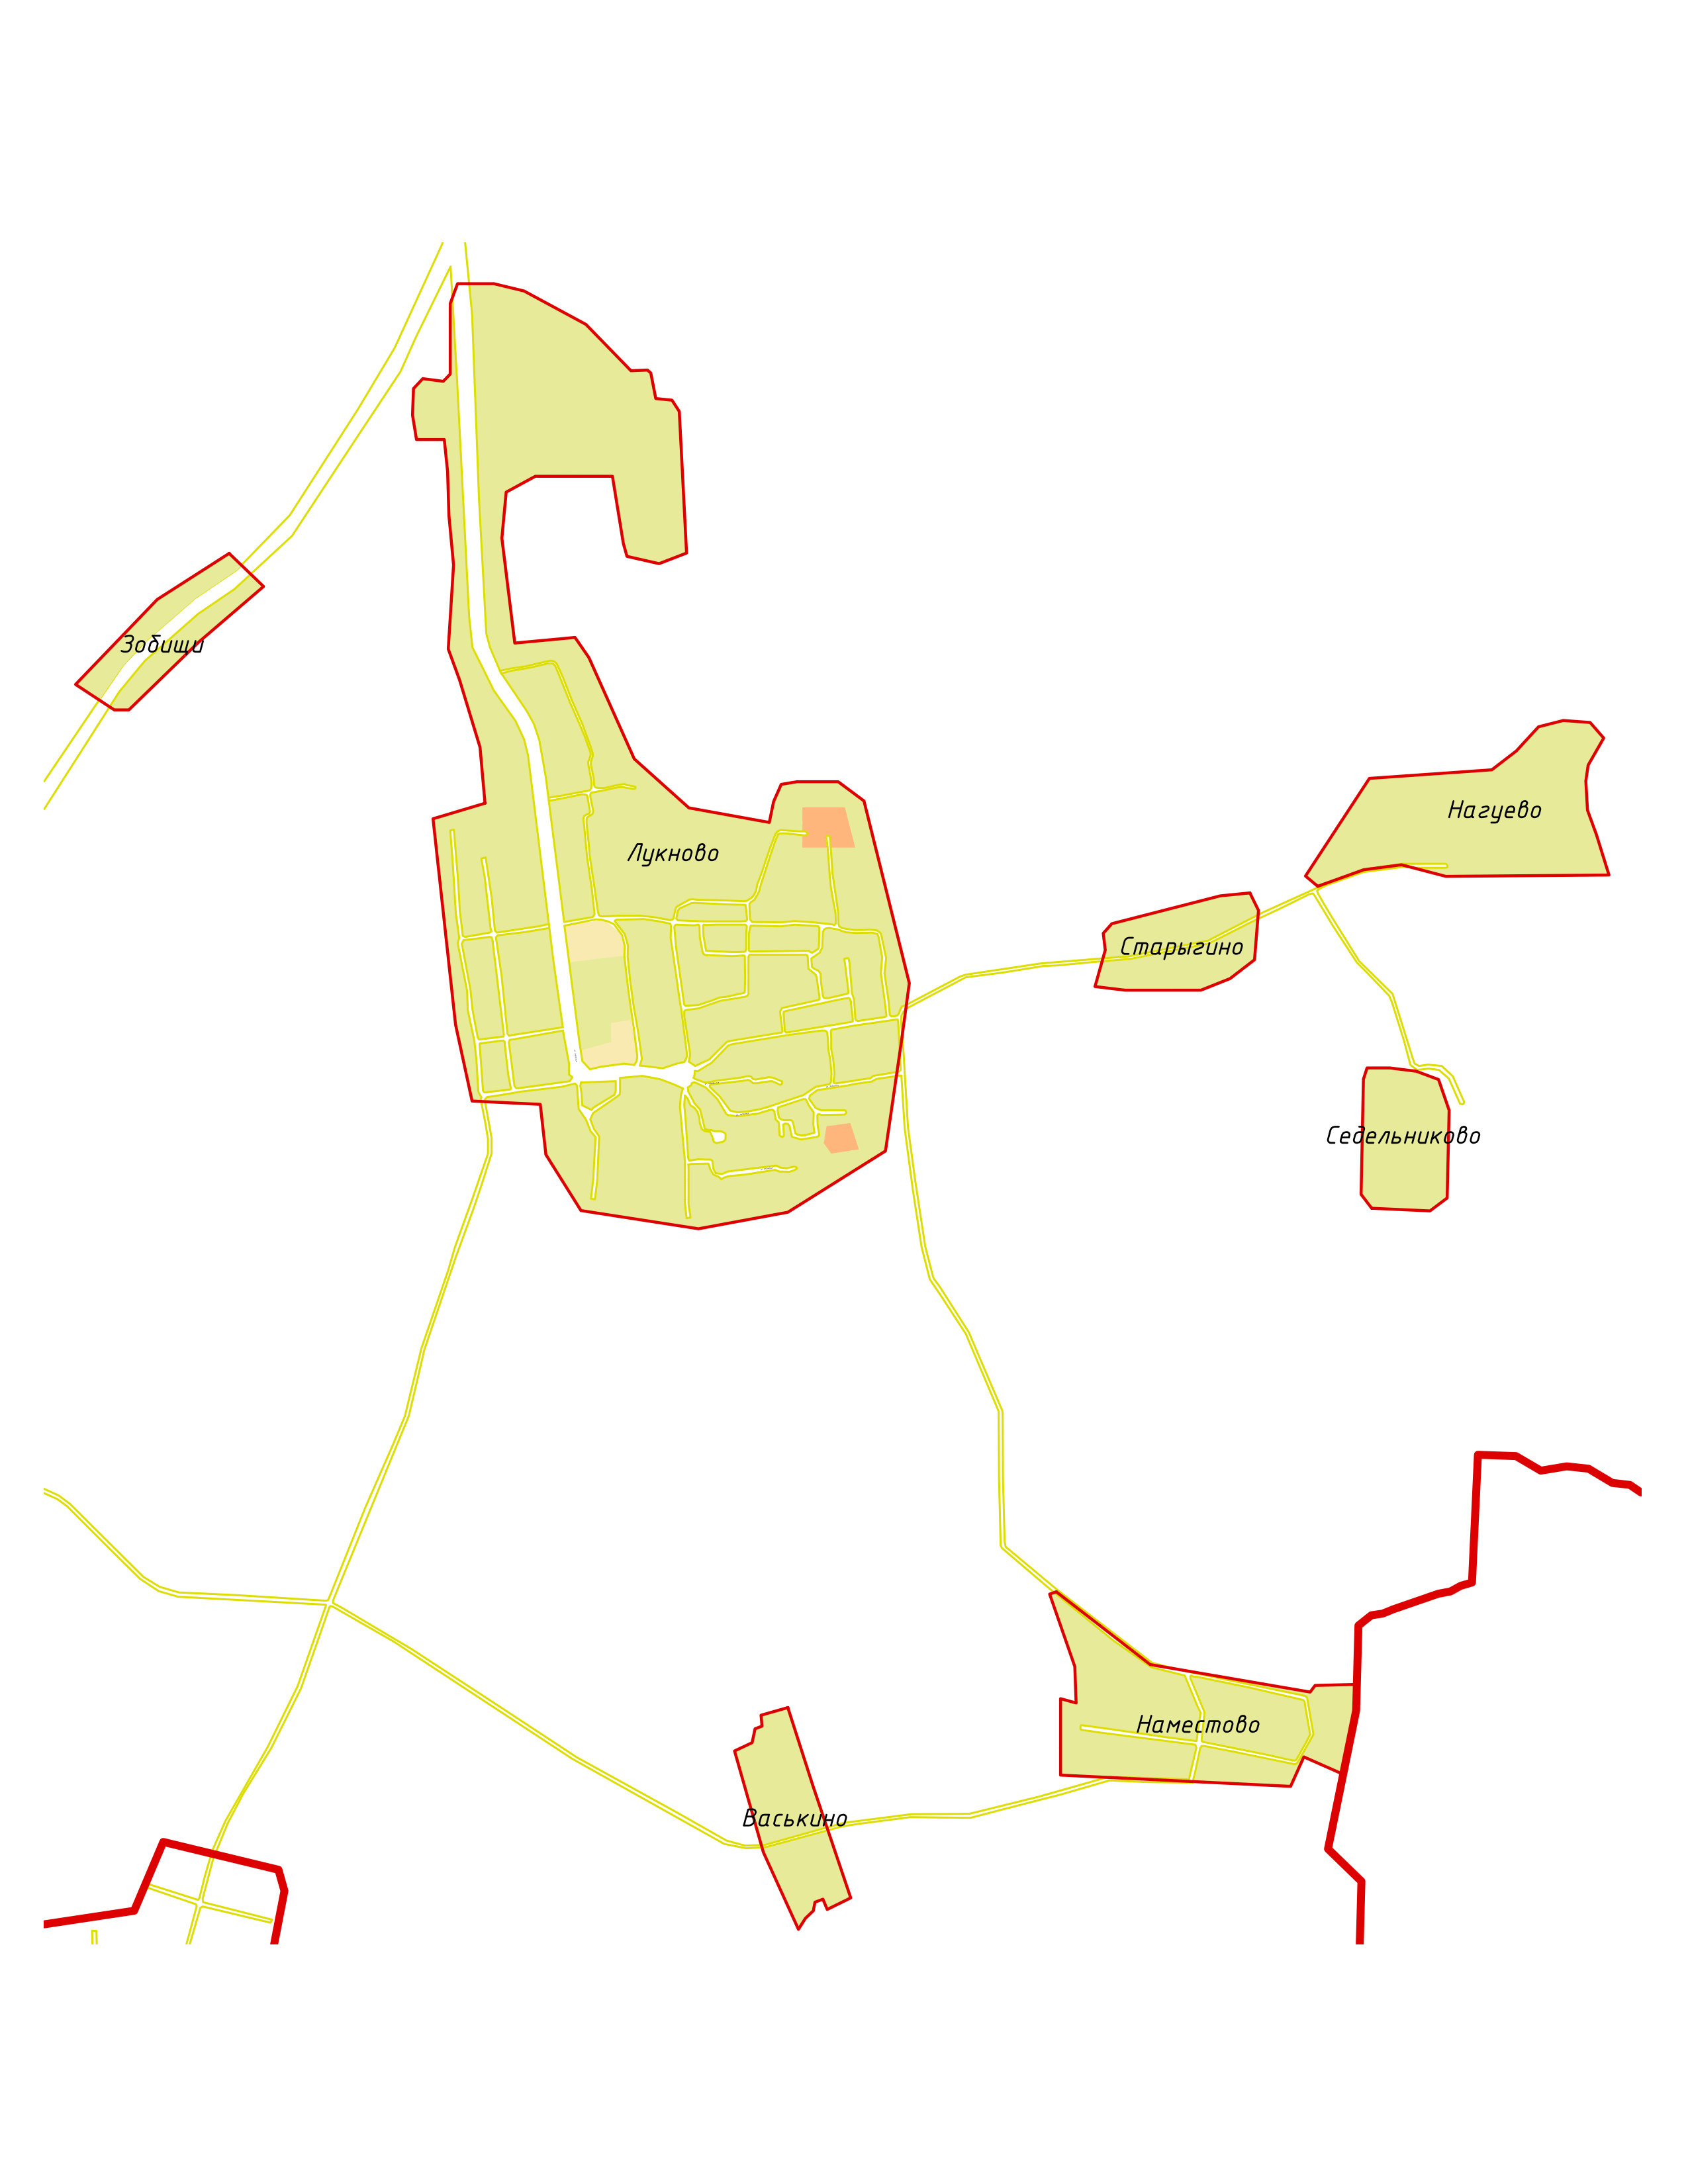 Зобищи
Нагуево
Лукново
Старыгино
Седельниково
Наместово
Васькино